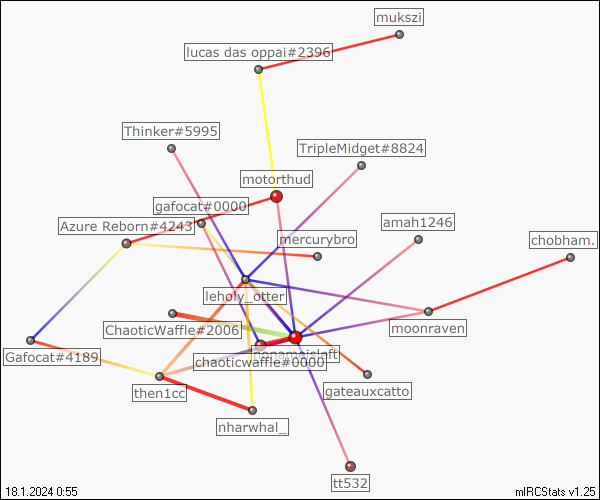 mukszi
lucas das oppai#2396
Thinker#5995
TripleMidget#8824
motorthud
gafocat#0000
Azure Reborn#4243
amah1246
mercurybro
chobham.
leholy_otter
ChaoticWaffle#2006
moonraven
Gafocat#4189
chaoticwaffle#0000
then1cc
gateauxcatto
nharwhal_
tt532
18.1.2024 0:55
mIRCStats v1.25